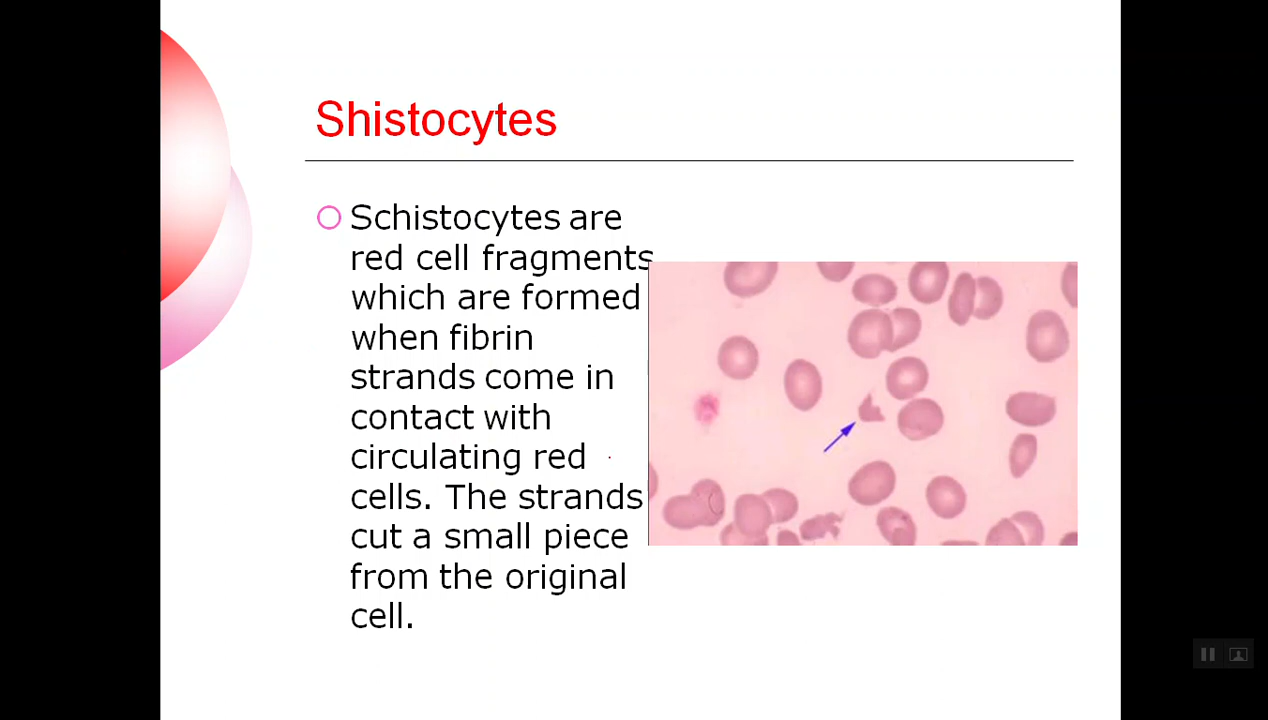 Shistocytes
Schistocytes are
red cell fragments
which are formed
when fibrin
strands come in
contact with
circulating red
cells. The strands
cut a small piece
from the original
cell.